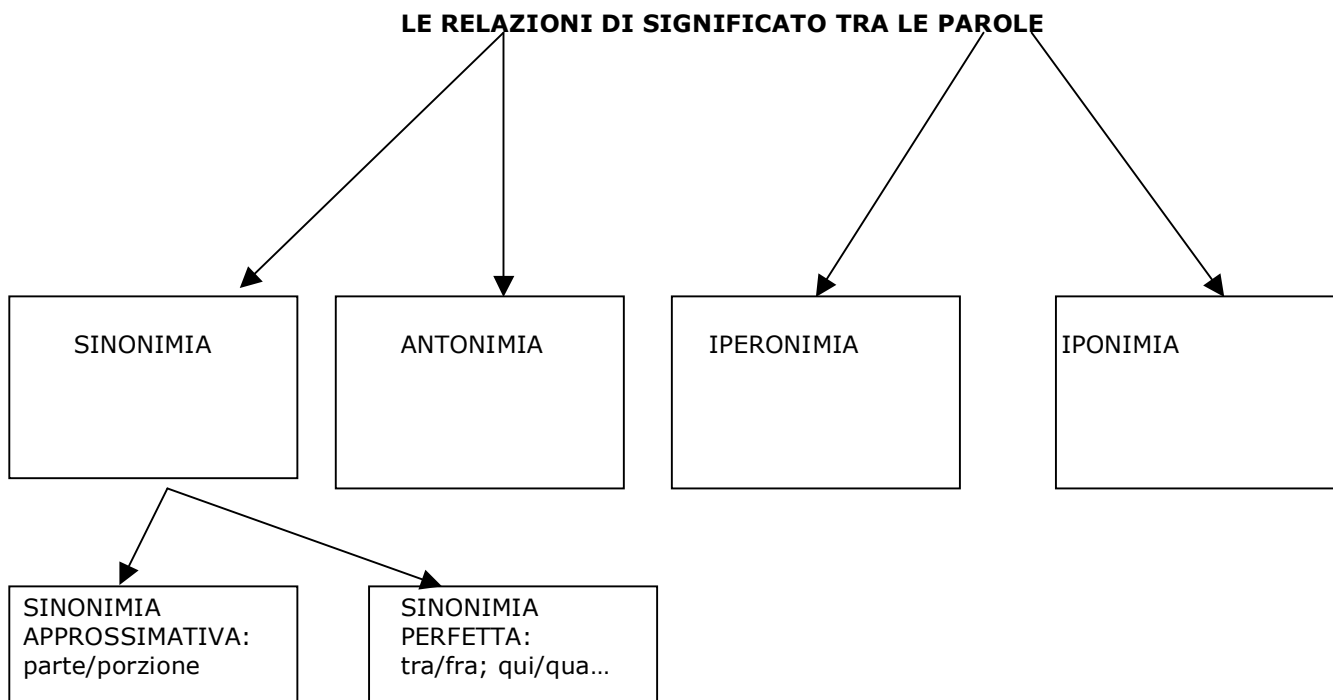 LE RELAZIONI DI SIGNIFICATO TRA LE PAROLE
SINONIMIA
ANTONIMIA
IPERONIMIA
IPONIMIA
SINONIMIA
APPROSSIMATIVA:
parte/porzione
SINONIMIA
PERFETTA:
tra/fra; qui/qua…